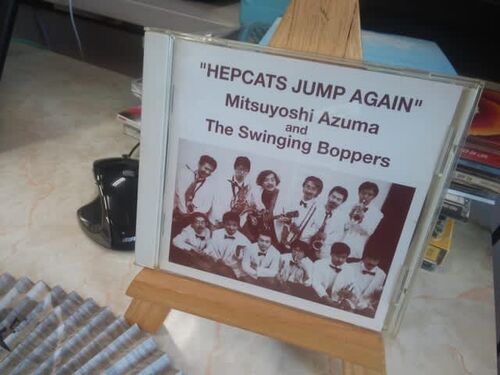 "HEPCATS JUMP AGAIN"
Mitsuyoshi Azuma
and
The Swinging Boppers